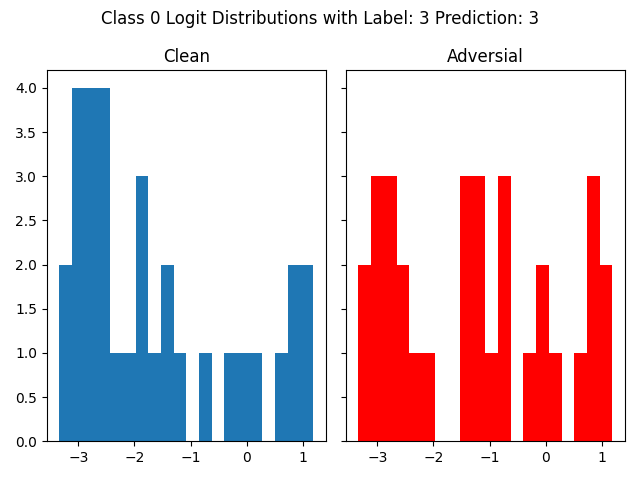 Class 0 Logit Distributions with Label: 3 Prediction: 3
Clean
Adversial
4.0
3.5
3.0
2.5
2.0
1.5
1.0
0.5
0.0
−3 −2 −1 0 1
−3 −2 −1 0 1